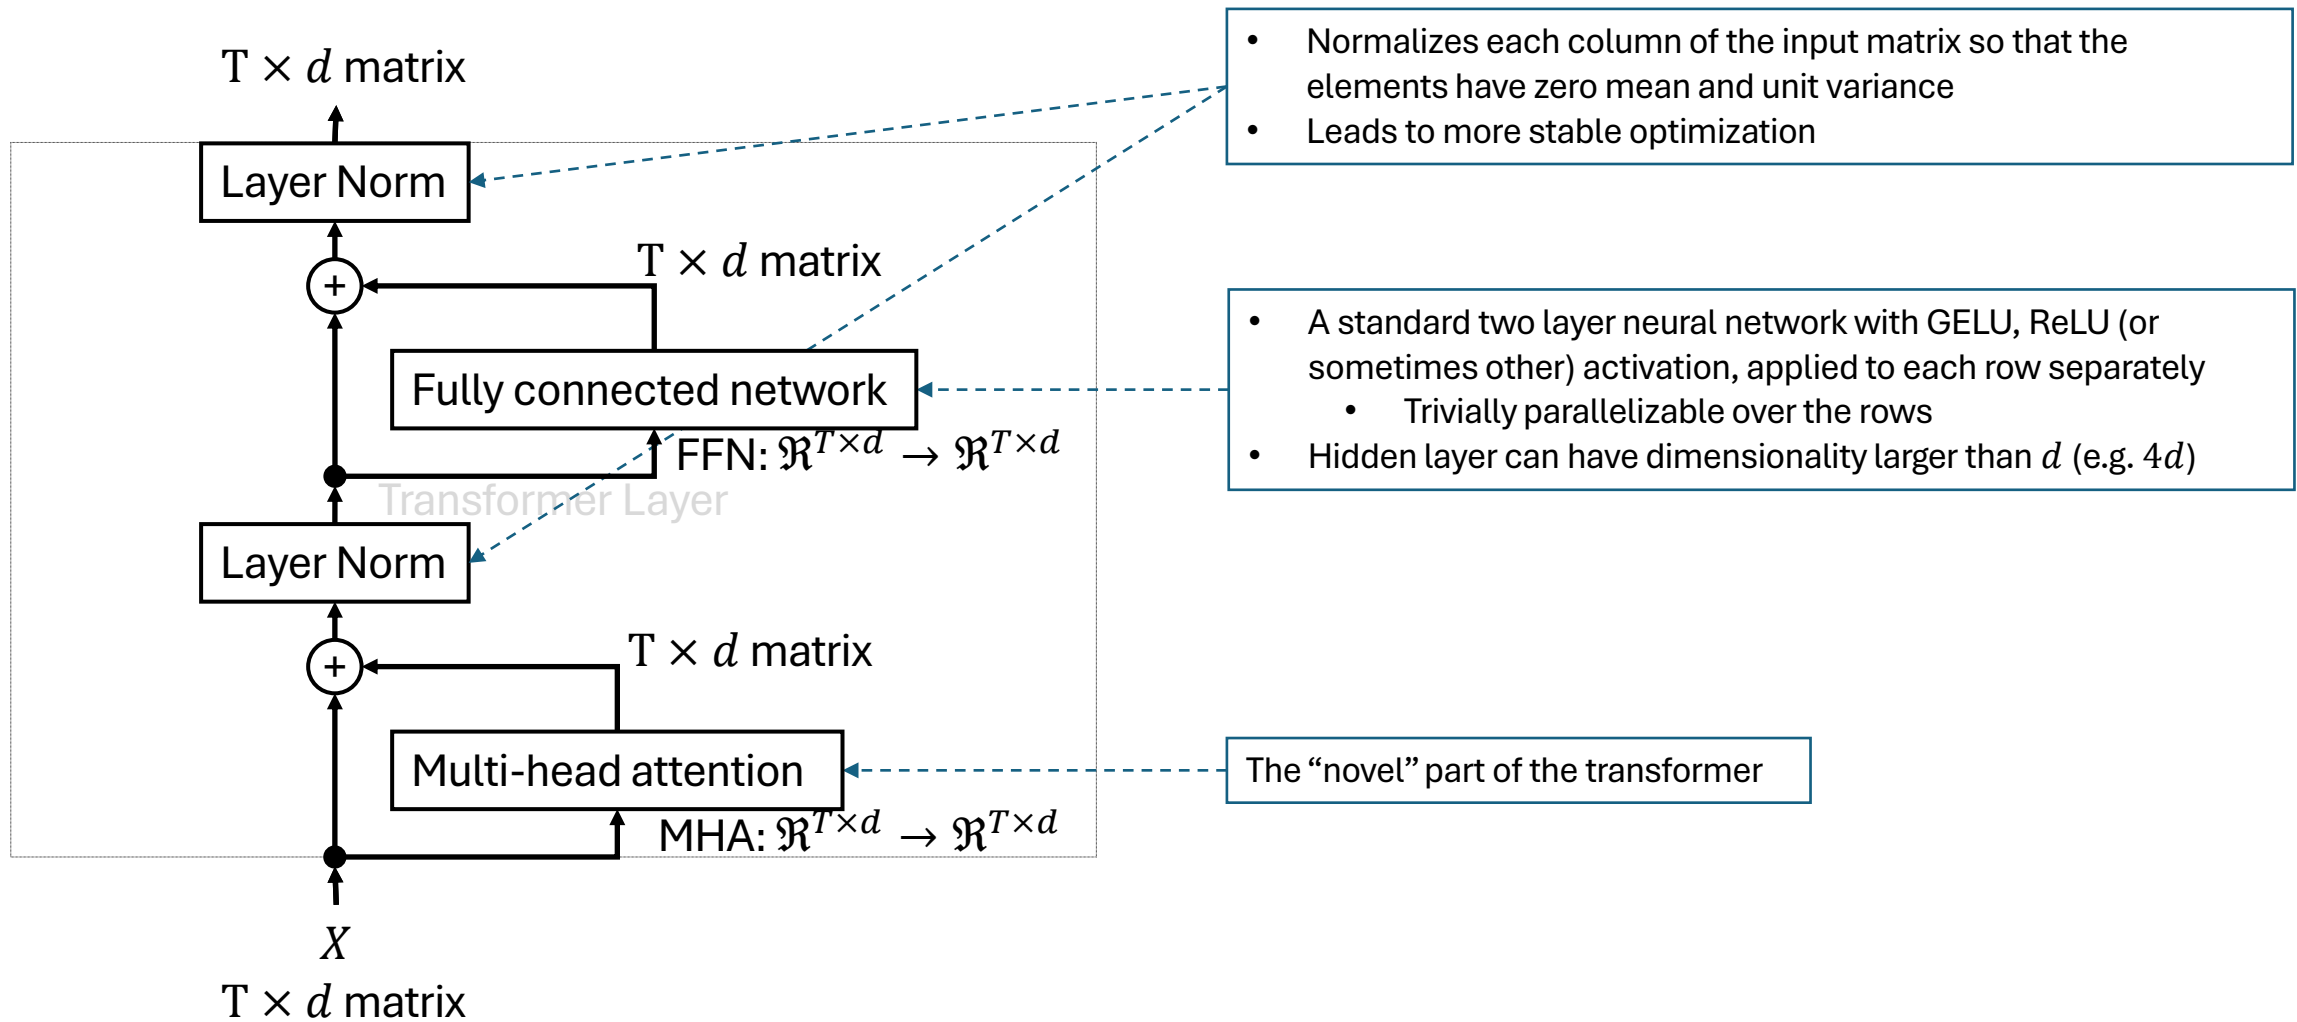 T × d matrix
• Normalizes each column of the input matrix so that the
elements have zero mean and unit variance
• Leads to more stable optimization
Layer Norm
T × d matrix
+
• A standard two layer neural network with GELU, ReLU (or
sometimes other) activation, applied to each row separately
• Trivially parallelizable over the rows
• Hidden layer can have dimensionality larger than d (e.g. 4d)
Fully connected network
FFN: ℜ^{T×d} → ℜ^{T×d}
Transformer Layer
Layer Norm
T × d matrix
+
Multi-head attention
The “novel” part of the transformer
MHA: ℜ^{T×d} → ℜ^{T×d}
X
T × d matrix